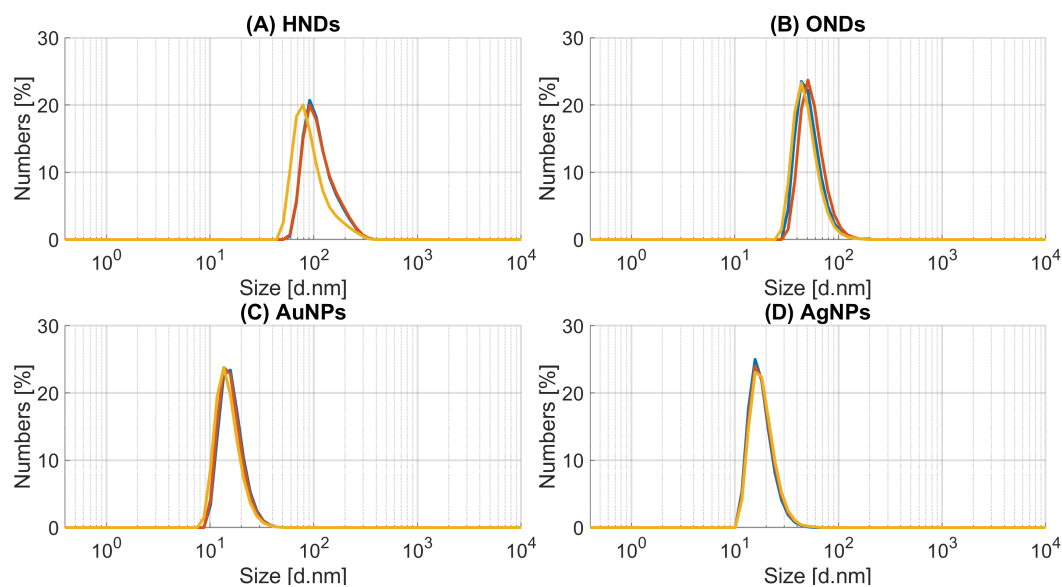 (A) HNDs
(B) ONDs
30
20
10
0
Numbers [%]
10^0 10^1 10^2 10^3 10^4
Size [d.nm]
30
20
10
0
Numbers [%]
10^0 10^1 10^2 10^3 10^4
Size [d.nm]
(C) AuNPs
(D) AgNPs
30
20
10
0
Numbers [%]
10^0 10^1 10^2 10^3 10^4
Size [d.nm]
30
20
10
0
Numbers [%]
10^0 10^1 10^2 10^3 10^4
Size [d.nm]